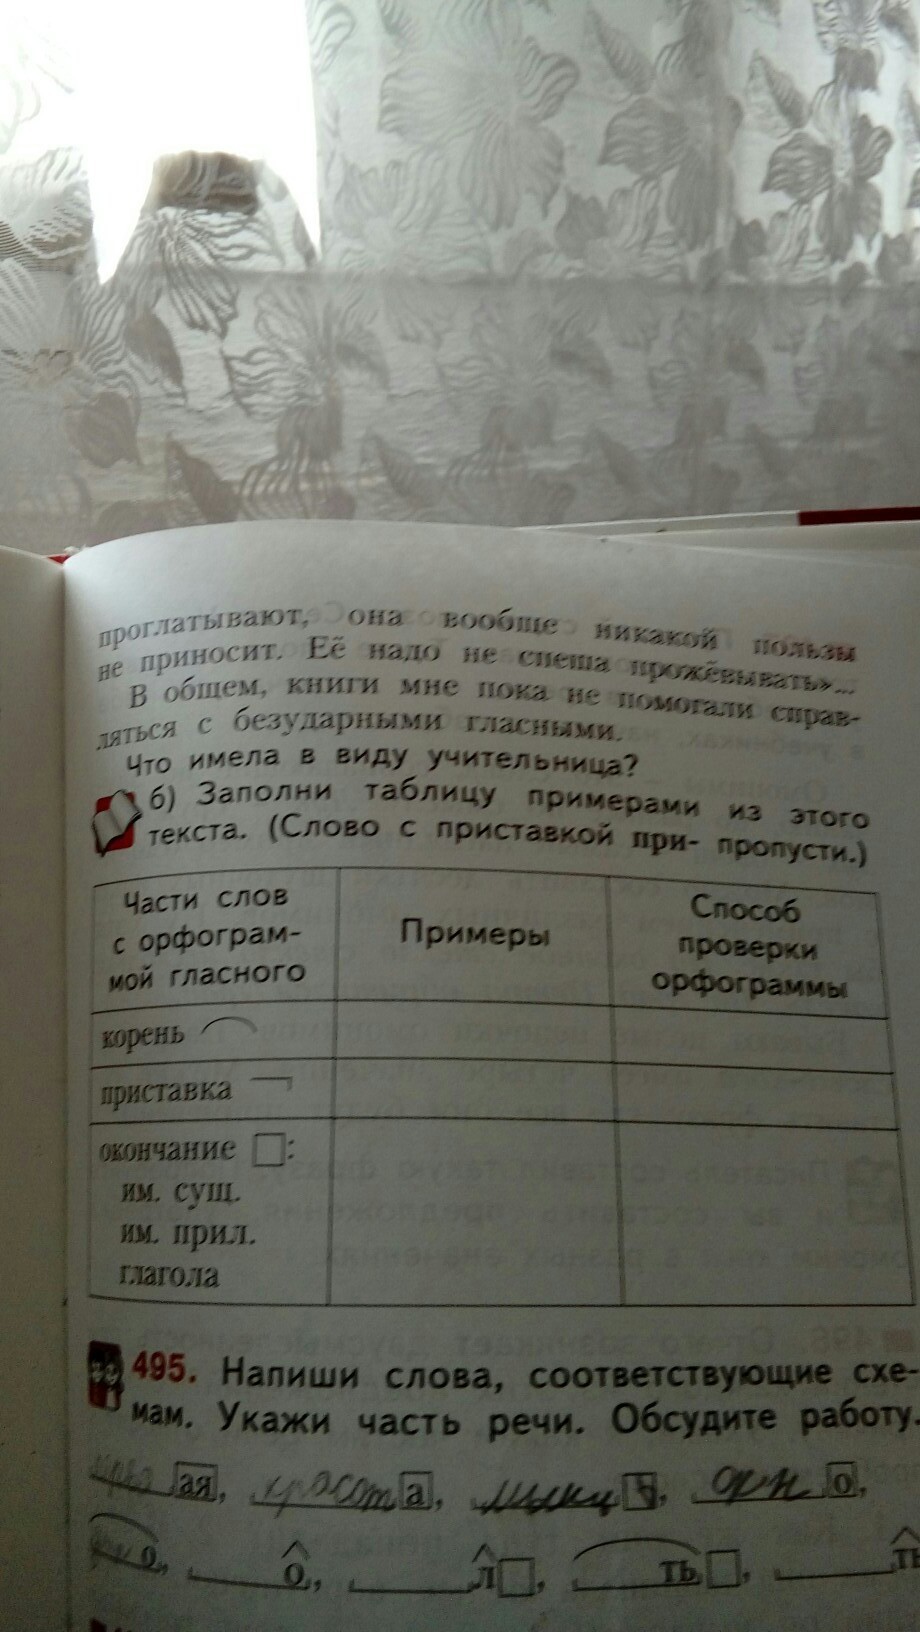 проглатывают, она вообще никакой пользы
не приносит. Её надо не спеша прожёвывать»...
В общем, книги мне пока не помогали справ-
ляться с безударными гласными.
Что имела в виду учительница?
б) Заполни таблицу примерами из этого
текста. (Слово с приставкой при- пропусти.)
Части слов
с орфограм-
мой гласного
Примеры
Способ
проверки
орфограммы
корень
приставка
окончание :
им. сущ.
им. прил.
глагола
495. Напиши слова, соответствующие схе-
мам. Укажи часть речи. Обсудите работу.
ая, красот а, о,
о, о, л , ть ,